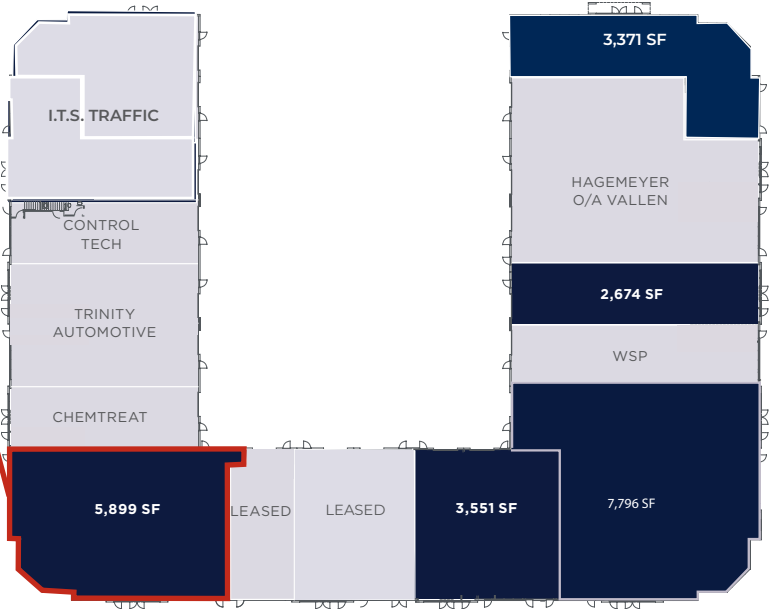 3,371 SF
I.T.S. TRAFFIC
HAGEMEYER
O/A VALLEN
CONTROL
TECH
2,674 SF
TRINITY
AUTOMOTIVE
WSP
CHEMTREAT
5,899 SF
LEASED
LEASED
3,551 SF
7,796 SF